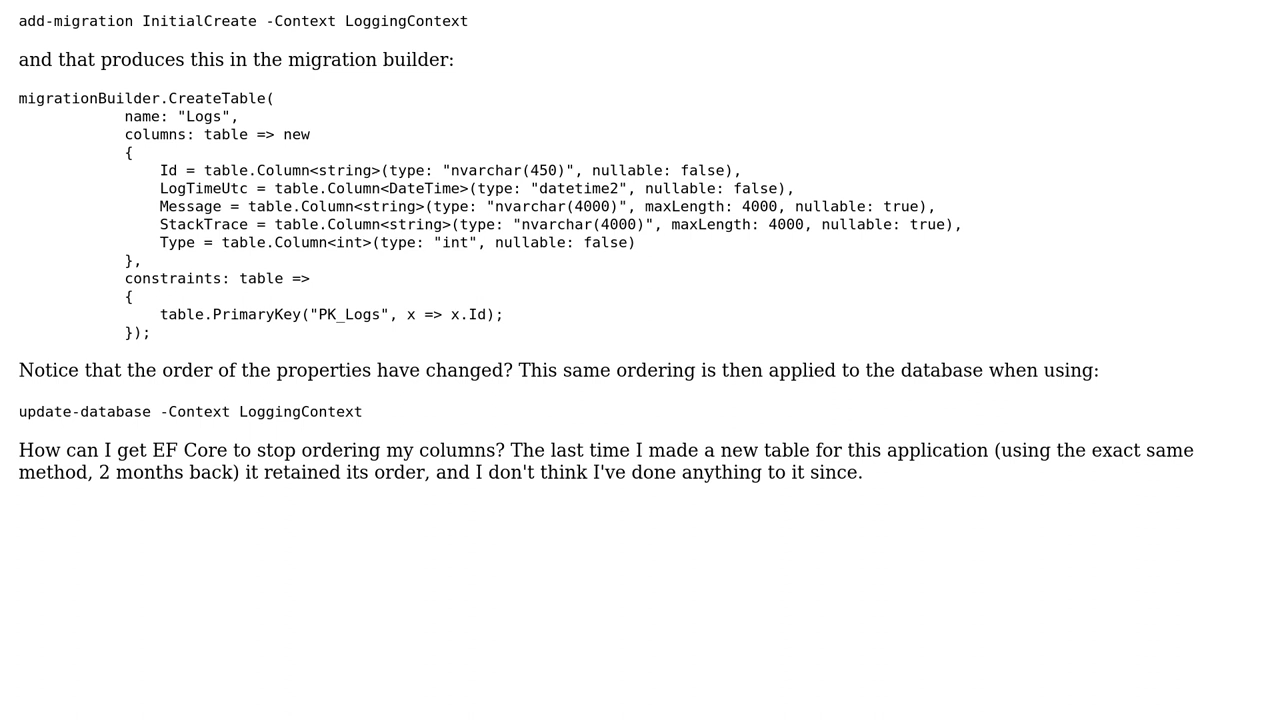 add-migration InitialCreate -Context LoggingContext
and that produces this in the migration builder:
migrationBuilder.CreateTable(
            name: "Logs",
            columns: table => new
            {
                Id = table.Column<string>(type: "nvarchar(450)", nullable: false),
                LogTimeUtc = table.Column<DateTime>(type: "datetime2", nullable: false),
                Message = table.Column<string>(type: "nvarchar(4000)", maxLength: 4000, nullable: true),
                StackTrace = table.Column<string>(type: "nvarchar(4000)", maxLength: 4000, nullable: true),
                Type = table.Column<int>(type: "int", nullable: false)
            },
            constraints: table =>
            {
                table.PrimaryKey("PK_Logs", x => x.Id);
            });
Notice that the order of the properties have changed? This same ordering is then applied to the database when using:
update-database -Context LoggingContext
How can I get EF Core to stop ordering my columns? The last time I made a new table for this application (using the exact same
method, 2 months back) it retained its order, and I don't think I've done anything to it since.